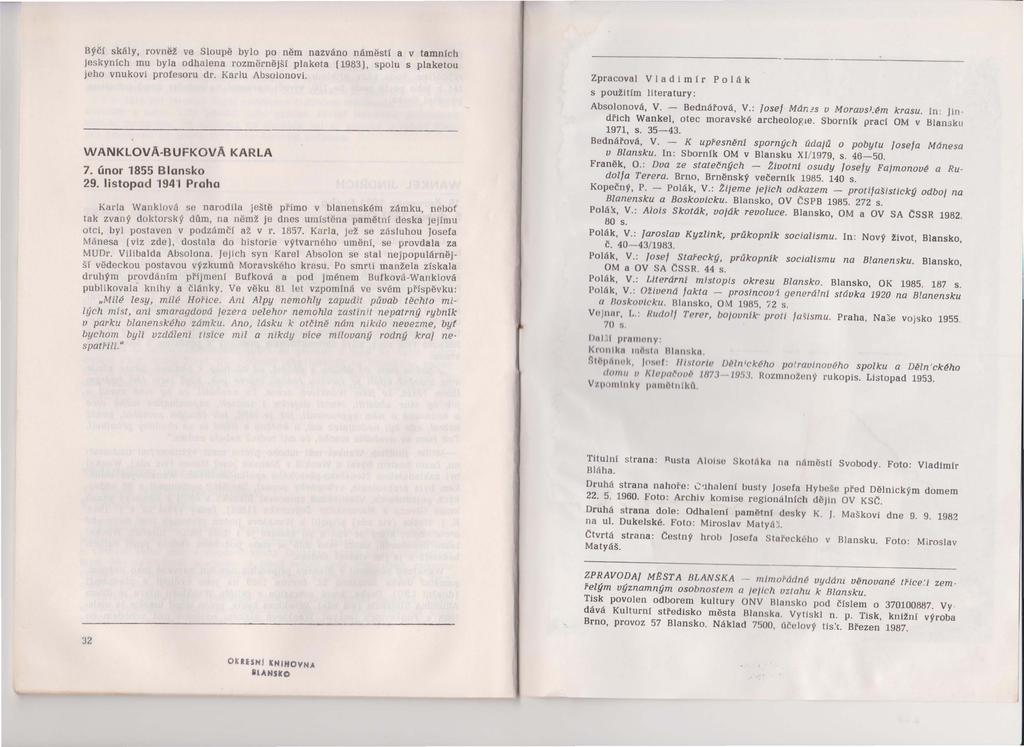 Býčí skály, rovněž ve Sloupě bylo po něm nazváno náměstí a v tamních
jeskyních mu byla odhalena rozměrnější plaketa (1983), spolu s plaketou
jeho vnukovi profesoru dr. Karlu Absolonovi.
WANKLOVÁ-BUFKOVÁ KARLA
7. únor 1855 Blansko
29. listopad 1941 Praha
Karla Wanklová se narodila ještě přímo v blanenském zámku, neboť
tak zvaný doktorský dům, na němž je dnes umístěna pamětní deska jejímu
otci, byl postaven v podzámčí až v r. 1857. Karla, jež se zásluhou Josefa
Mánesa (viz zde), dostala do historie výtvarného umění, se provdala za
MUDr. Vilibalda Absolona. Jejich syn Karel Absolon se stal nejpopulárněj-
ší vědeckou postavou výzkumů Moravského krasu. Po smrti manžela získala
druhým provdáním příjmení Bufková a pod jménem Bufková-Wanklová
publikovala knihy a články. Ve věku 81 let vzpomíná ve svém příspěvku:
„Milé lesy, milé Hořice. Ani Alpy nemohly zapudit půvab těchto mi-
lých míst, ani smaragdová jezera velehor nemohla zastínit nepatrný rybník
v parku blanenského zámku. Ano, lásku k otčině nám nikdo nevezme, byť
bychom byli vzdáleni tisíce mil a nikdy více milovaný rodný kraj ne-
spatřili.“
32
OKRESNÍ KNIHOVNA
BLANSKO
Zpracoval Vladimír Polák
s použitím literatury:
Absolonová, V. — Bednářová, V.: Josef Mánes v Moravském krasu. In: Jin-
dřich Wankel, otec moravské archeologie. Sborník prací OM v Blansku
1971, s. 35—43.
Bednářová, V. — K upřesnění sporných údajů o pobytu Josefa Mánesa
v Blansku. In: Sborník OM v Blansku XI/1979, s. 46—50.
Franěk, O.: Dva ze statečných — Životní osudy Josefy Fajmonové a Ru-
dolfa Terera. Brno, Brněnský večerník 1985. 140 s.
Kopečný, P. — Polák, V.: Žijeme jejich odkazem — protifašistický odboj na
Blanensku a Boskovicku. Blansko, OV ČSPB 1985. 272 s.
Polák, V.: Alois Skoták, voják revoluce. Blansko, OM a OV SA ČSSR 1982.
80 s.
Polák, V.: Jaroslav Kyzlink, průkopník socialismu. In: Nový život, Blansko,
č. 40—43/1983.
Polák, V.: Josef Stařecký, průkopník socialismu na Blanensku. Blansko,
OM a OV SA ČSSR. 44 s.
Polák, V.: Literární místopis okresu Blansko. Blansko, OK 1985. 187 s.
Polák, V.: Oživená fakta — prosincová generální stávka 1920 na Blanensku
a Boskovicku. Blansko, OM 1985, 72 s.
Vejnar, L.: Rudolf Terer, bojovník proti fašismu. Praha, Naše vojsko 1955.
70 s.
Další prameny:
Kronika města Blanska.
Štěpánek, Josef: Historie Dělnického potravinového spolku a Dělnického
domu v Klepačově 1873—1953. Rozmnožený rukopis. Listopad 1953.
Vzpomínky pamětníků.
Titulní strana: Busta Aloise Skotáka na náměstí Svobody. Foto: Vladimír
Bláha.
Druhá strana nahoře: Odhalení busty Josefa Hybeše před Dělnickým domem
22. 5. 1960. Foto: Archiv komise regionálních dějin OV KSČ.
Druhá strana dole: Odhalení pamětní desky K. J. Maškovi dne 9. 9. 1982
na ul. Dukelské. Foto: Miroslav Matyáš.
Čtvrtá strana: Čestný hrob Josefa Stařeckého v Blansku. Foto: Miroslav
Matyáš.
ZPRAVODAJ MĚSTA BLANSKA — mimořádné vydání věnované třiceti zem-
řelým významným osobnostem a jejich vztahu k Blansku.
Tisk povolen odborem kultury ONV Blansko pod číslem o 370100887. Vy-
dává Kulturní středisko města Blanska. Vytiskl n. p. Tisk, knižní výroba
Brno, provoz 57 Blansko. Náklad 7500, účelový tisk. Březen 1987.